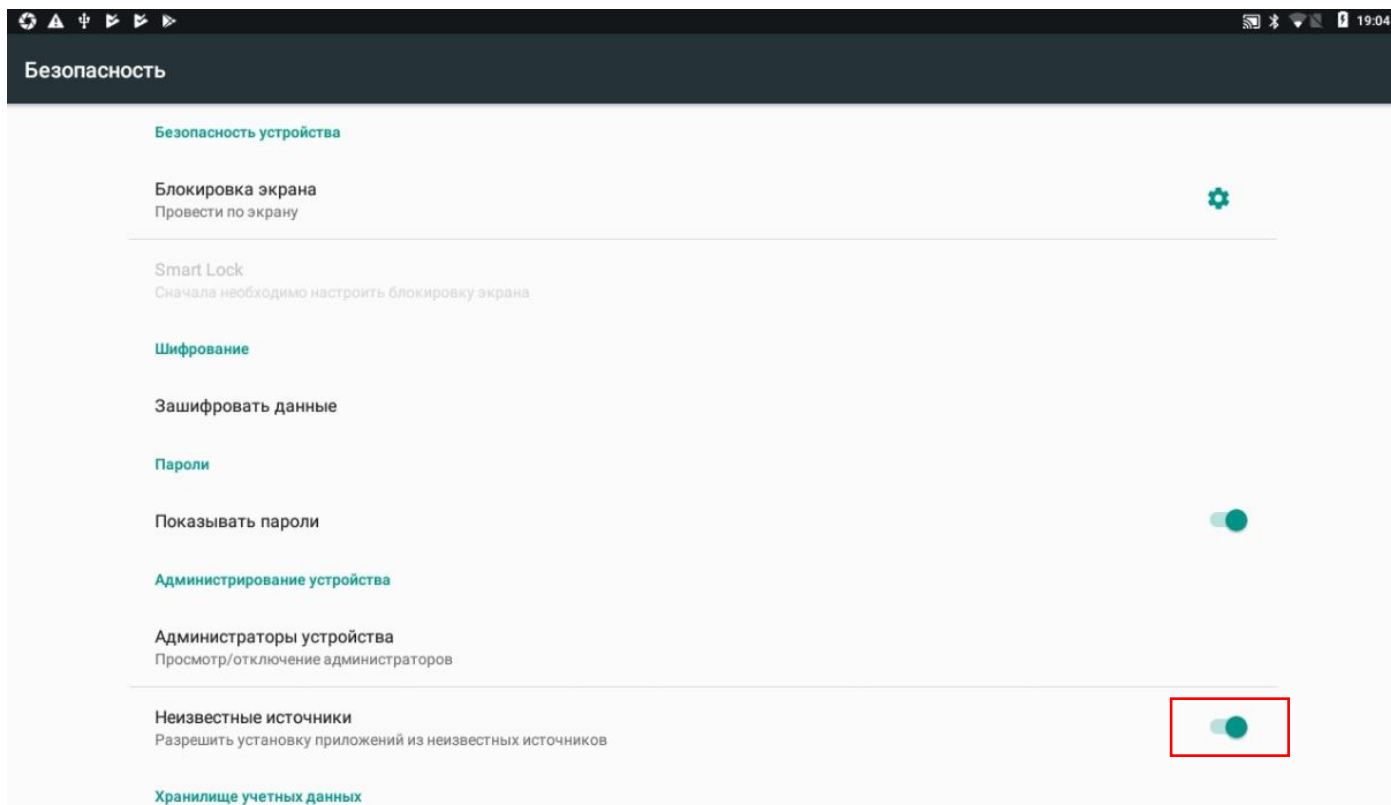 19:04
Безопасность
Безопасность устройства
Блокировка экрана
Провести по экрану
Smart Lock
Сначала необходимо настроить блокировку экрана
Шифрование
Зашифровать данные
Пароли
Показывать пароли
Администрирование устройства
Администраторы устройства
Просмотр/отключение администраторов
Неизвестные источники
Разрешить установку приложений из неизвестных источников
Хранилище учетных данных